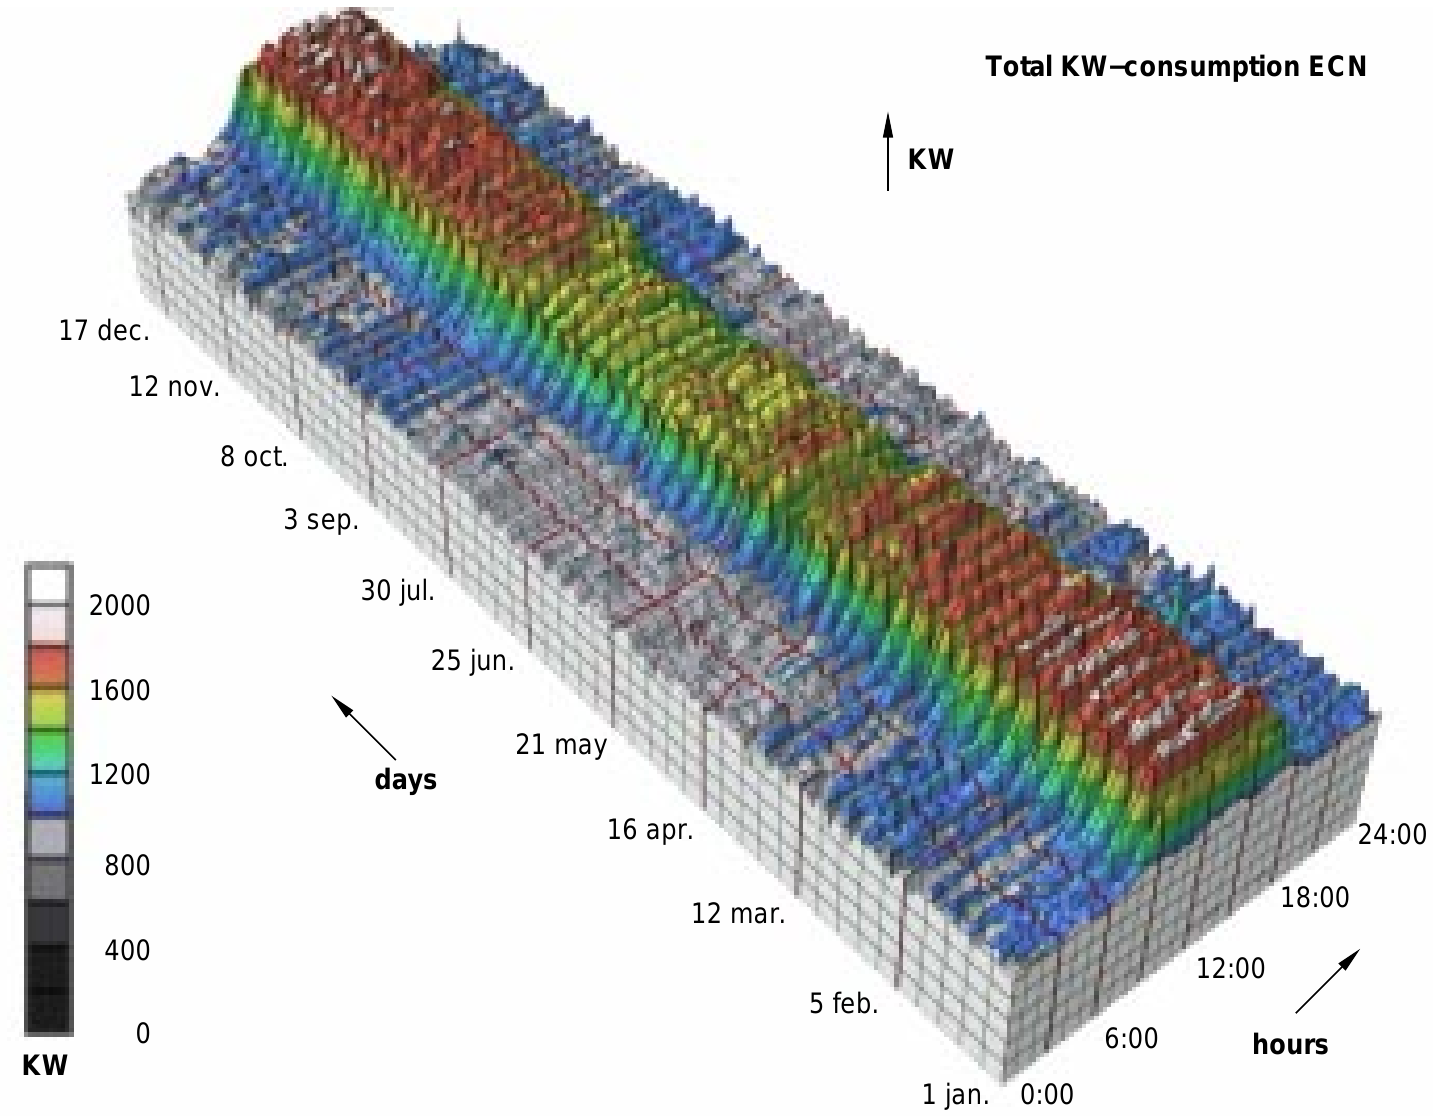 Total KW–consumption ECN
KW
17 dec.
12 nov.
8 oct.
3 sep.
30 jul.
25 jun.
21 may
16 apr.
12 mar.
5 feb.
1 jan.
days
2000
1600
1200
800
400
0
KW
24:00
18:00
12:00
6:00
0:00
hours